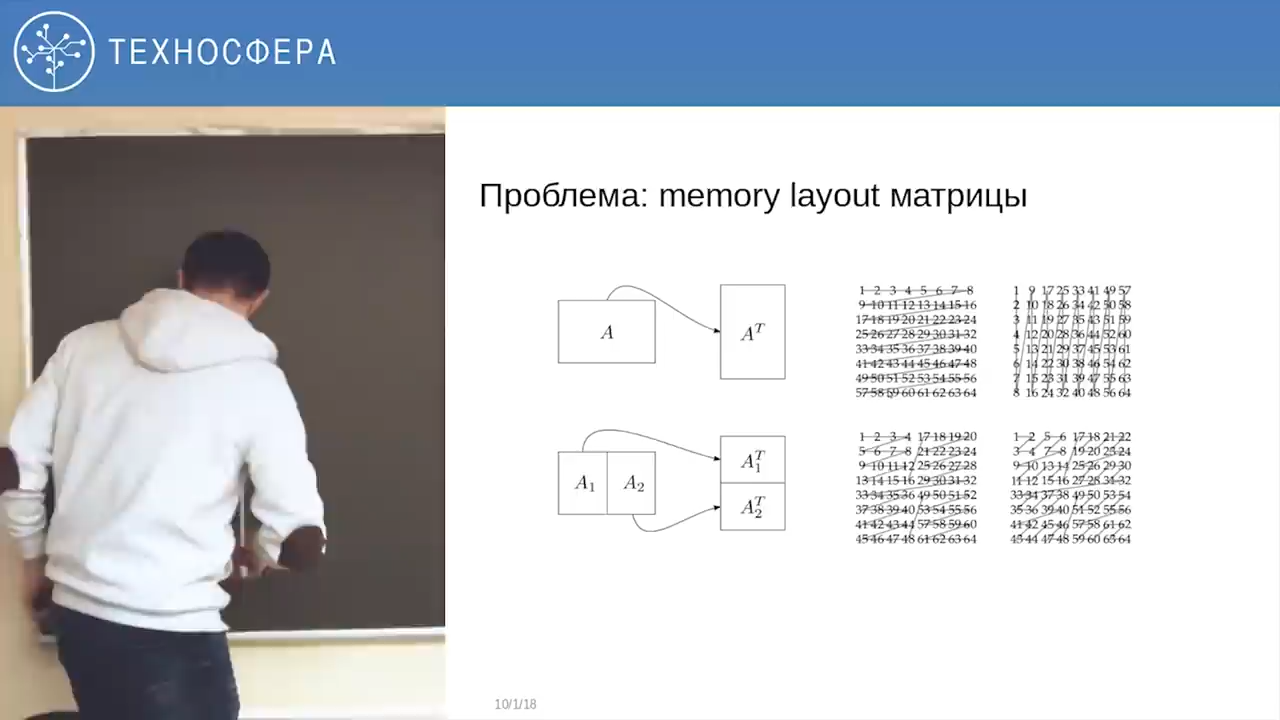 ТЕХНОСФЕРА
Проблема: memory layout матрицы
A
A^T
1 2 3 4 5 6 7 8
9 10 11 12 13 14 15 16
17 18 19 20 21 22 23 24
25 26 27 28 29 30 31 32
33 34 35 36 37 38 39 40
41 42 43 44 45 46 47 48
49 50 51 52 53 54 55 56
57 58 59 60 61 62 63 64
1 9 17 25 33 41 49 57
2 10 18 26 34 42 50 58
3 11 19 27 35 43 51 59
4 12 20 28 36 44 52 60
5 13 21 29 37 45 53 61
6 14 22 30 38 46 54 62
7 15 23 31 39 47 55 63
8 16 24 32 40 48 56 64
A₁ A₂
A₁^T
A₂^T
1 2 3 4 17 18 19 20
5 6 7 8 21 22 23 24
9 10 11 12 25 26 27 28
13 14 15 16 29 30 31 32
33 34 35 36 49 50 51 52
37 38 39 40 53 54 55 56
41 42 43 44 57 58 59 60
45 46 47 48 61 62 63 64
1 2 5 6 17 18 21 22
3 4 7 8 19 20 23 24
9 10 13 14 25 26 29 30
11 12 15 16 27 28 31 32
33 34 37 38 49 50 53 54
35 36 39 40 51 52 55 56
41 42 45 46 57 58 61 62
43 44 47 48 59 60 63 64
10/1/18